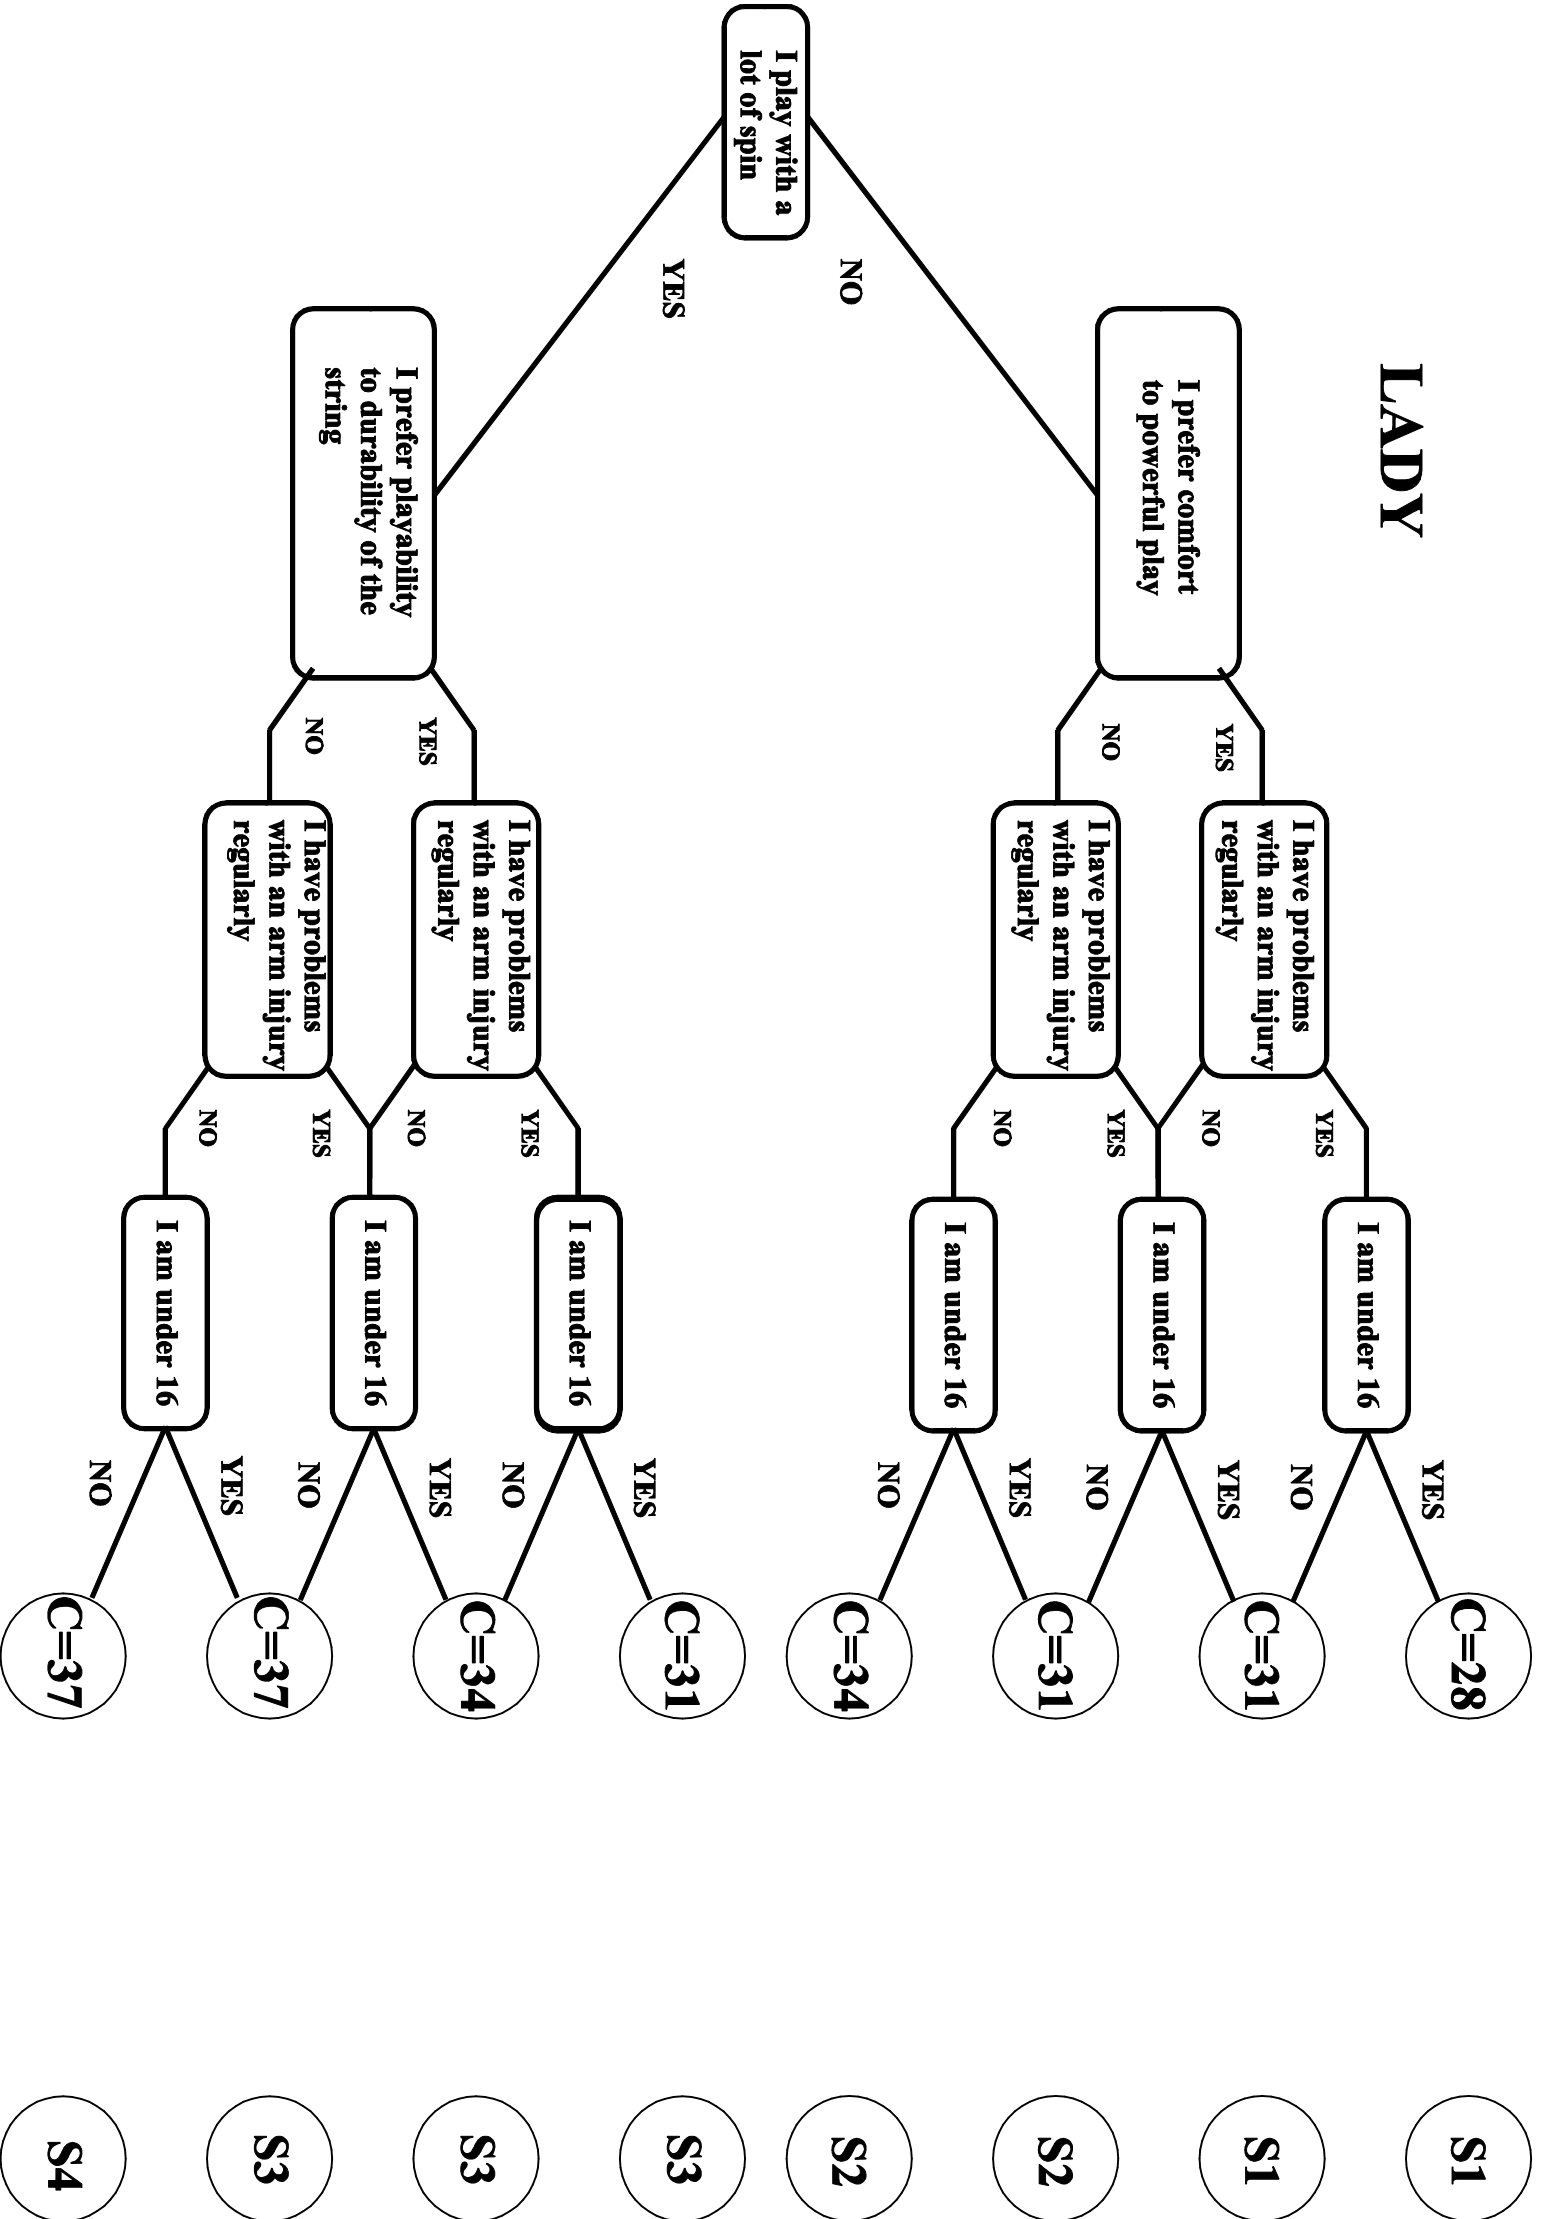 LADY
I play with a
lot of spin
NO
YES
I prefer comfort
to powerful play
YES
NO
I have problems
with an arm injury
regularly
YES
NO
I have problems
with an arm injury
regularly
YES
NO
I am under 16
YES
NO
I am under 16
YES
NO
I am under 16
YES
NO
C=28
S1
C=31
S1
C=31
S2
C=34
S2
I prefer playability
to durability of the
string
YES
NO
I have problems
with an arm injury
regularly
YES
NO
I have problems
with an arm injury
regularly
YES
NO
I am under 16
YES
NO
I am under 16
YES
NO
I am under 16
YES
NO
C=31
S3
C=34
S3
C=37
S3
C=37
S4